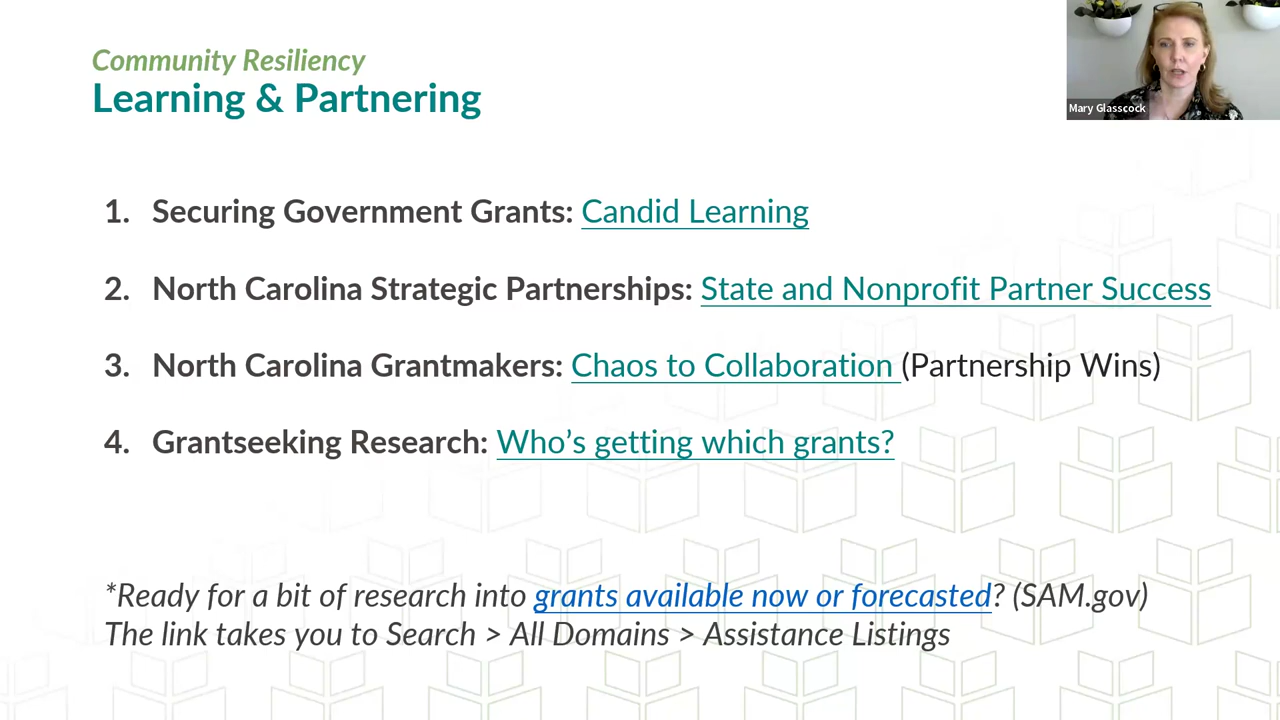 Community Resiliency
Learning & Partnering
Mary Glasscock
1. Securing Government Grants: Candid Learning
2. North Carolina Strategic Partnerships: State and Nonprofit Partner Success
3. North Carolina Grantmakers: Chaos to Collaboration (Partnership Wins)
4. Grantseeking Research: Who’s getting which grants?
*Ready for a bit of research into grants available now or forecasted? (SAM.gov)
The link takes you to Search > All Domains > Assistance Listings